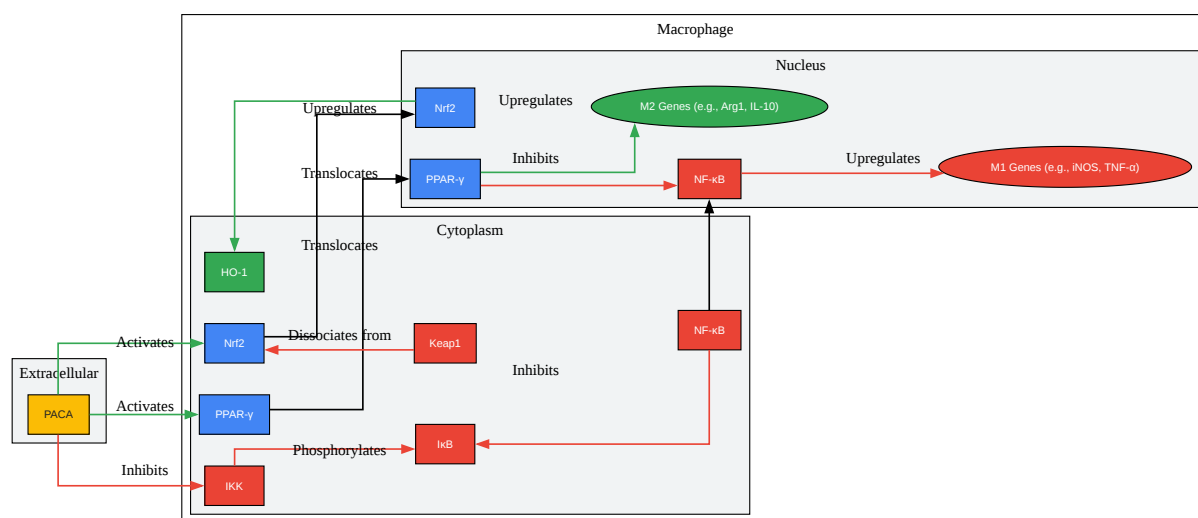 Macrophage
Nucleus
Nrf2
Upregulates
Upregulates
M2 Genes (e.g., Arg1, IL-10)
Translocates
PPAR-γ
Inhibits
NF-κB
Upregulates
M1 Genes (e.g., iNOS, TNF-α)
Cytoplasm
Translocates
HO-1
Activates
Nrf2
Dissociates from
Keap1
NF-κB
Extracellular
PACA
Activates
PPAR-γ
Inhibits
Phosphorylates
IκB
Inhibits
IKK